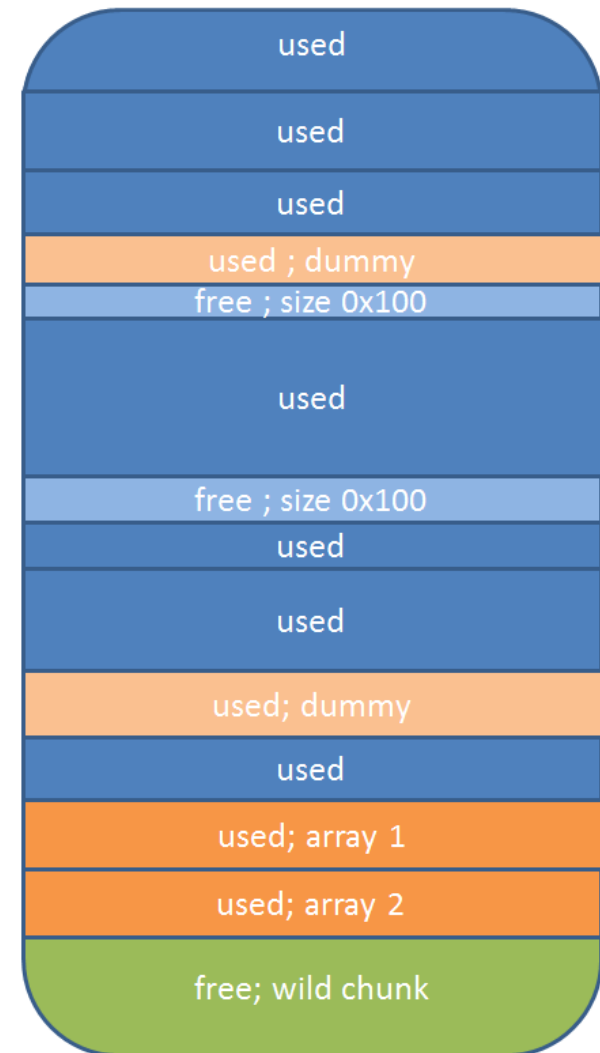 used
used
used
used ; dummy
free ; size 0x100
used
free ; size 0x100
used
used
used; dummy
used
used; array 1
used; array 2
free; wild chunk